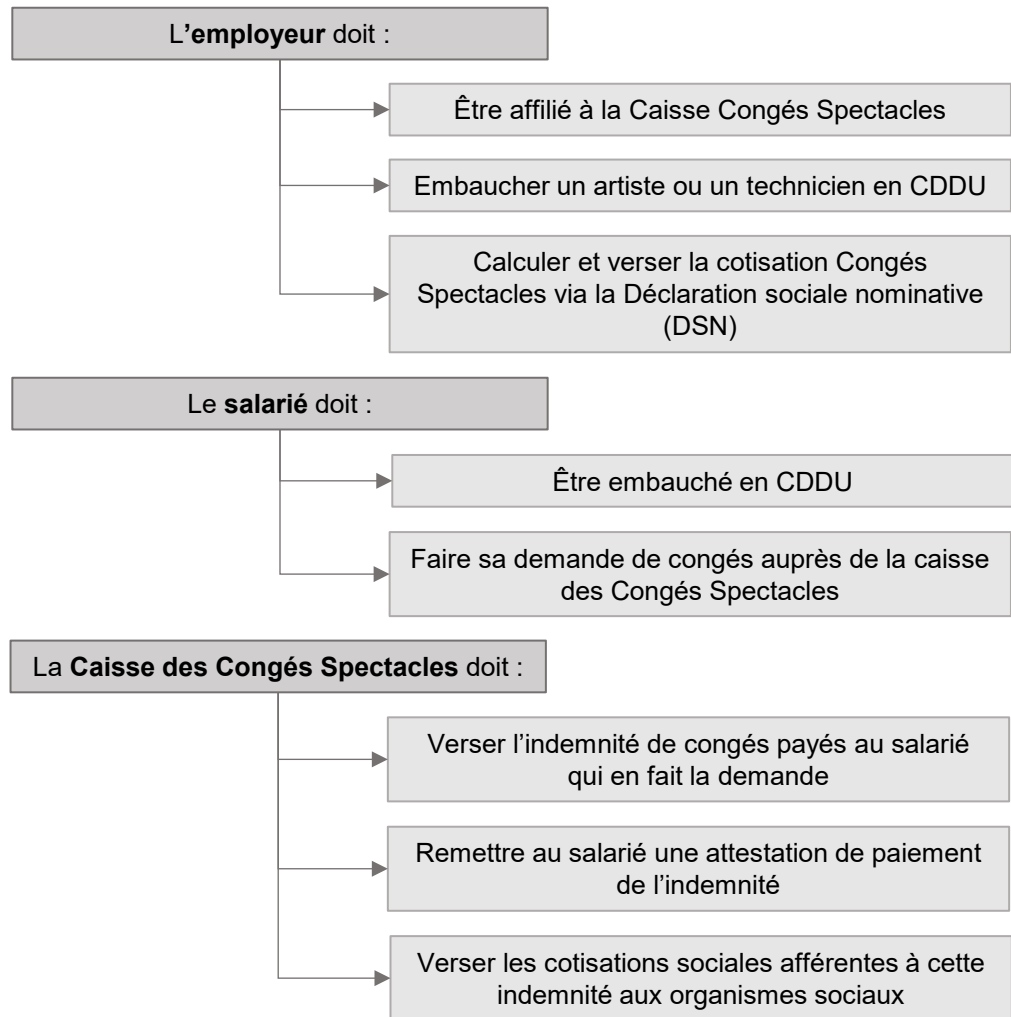 L’employeur doit :
Être affilié à la Caisse Congés Spectacles
Embaucher un artiste ou un technicien en CDDU
Calculer et verser la cotisation Congés
Spectacles via la Déclaration sociale nominative
(DSN)
Le salarié doit :
Être embauché en CDDU
Faire sa demande de congés auprès de la caisse
des Congés Spectacles
La Caisse des Congés Spectacles doit :
Verser l’indemnité de congés payés au salarié
qui en fait la demande
Remettre au salarié une attestation de paiement
de l’indemnité
Verser les cotisations sociales afférentes à cette
indemnité aux organismes sociaux